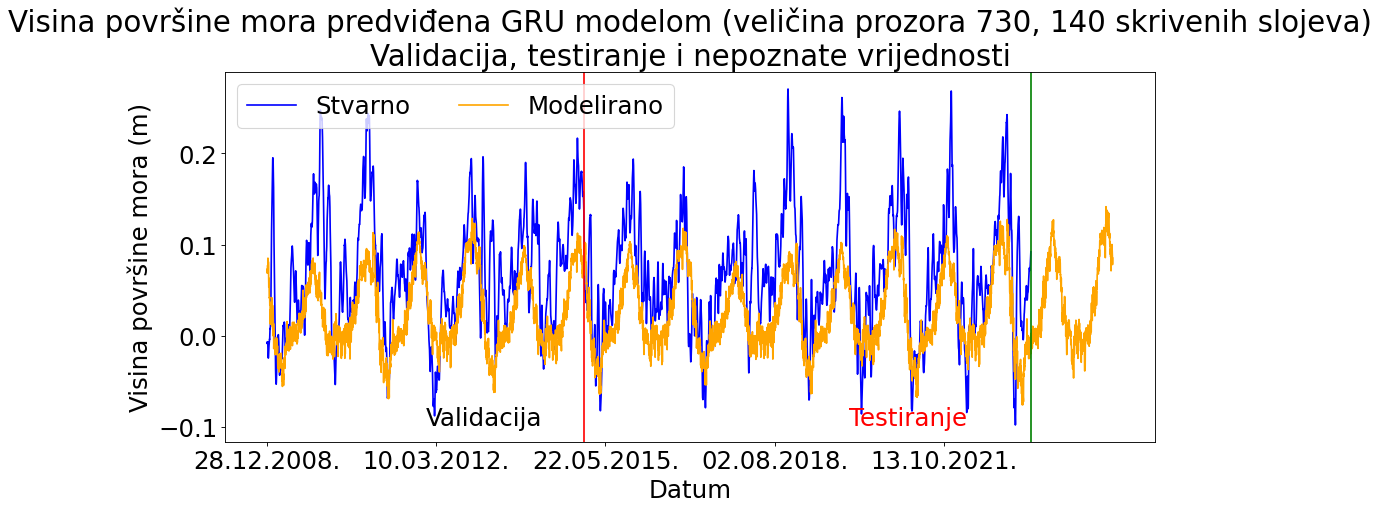 Visina površine mora predviđena GRU modelom (veličina prozora 730, 140 skrivenih slojeva)
Validacija, testiranje i nepoznate vrijednosti
Stvarno Modelirano
Visina površine mora (m)
0.2
0.1
0.0
−0.1
Validacija Testiranje
28.12.2008. 10.03.2012. 22.05.2015. 02.08.2018. 13.10.2021.
Datum